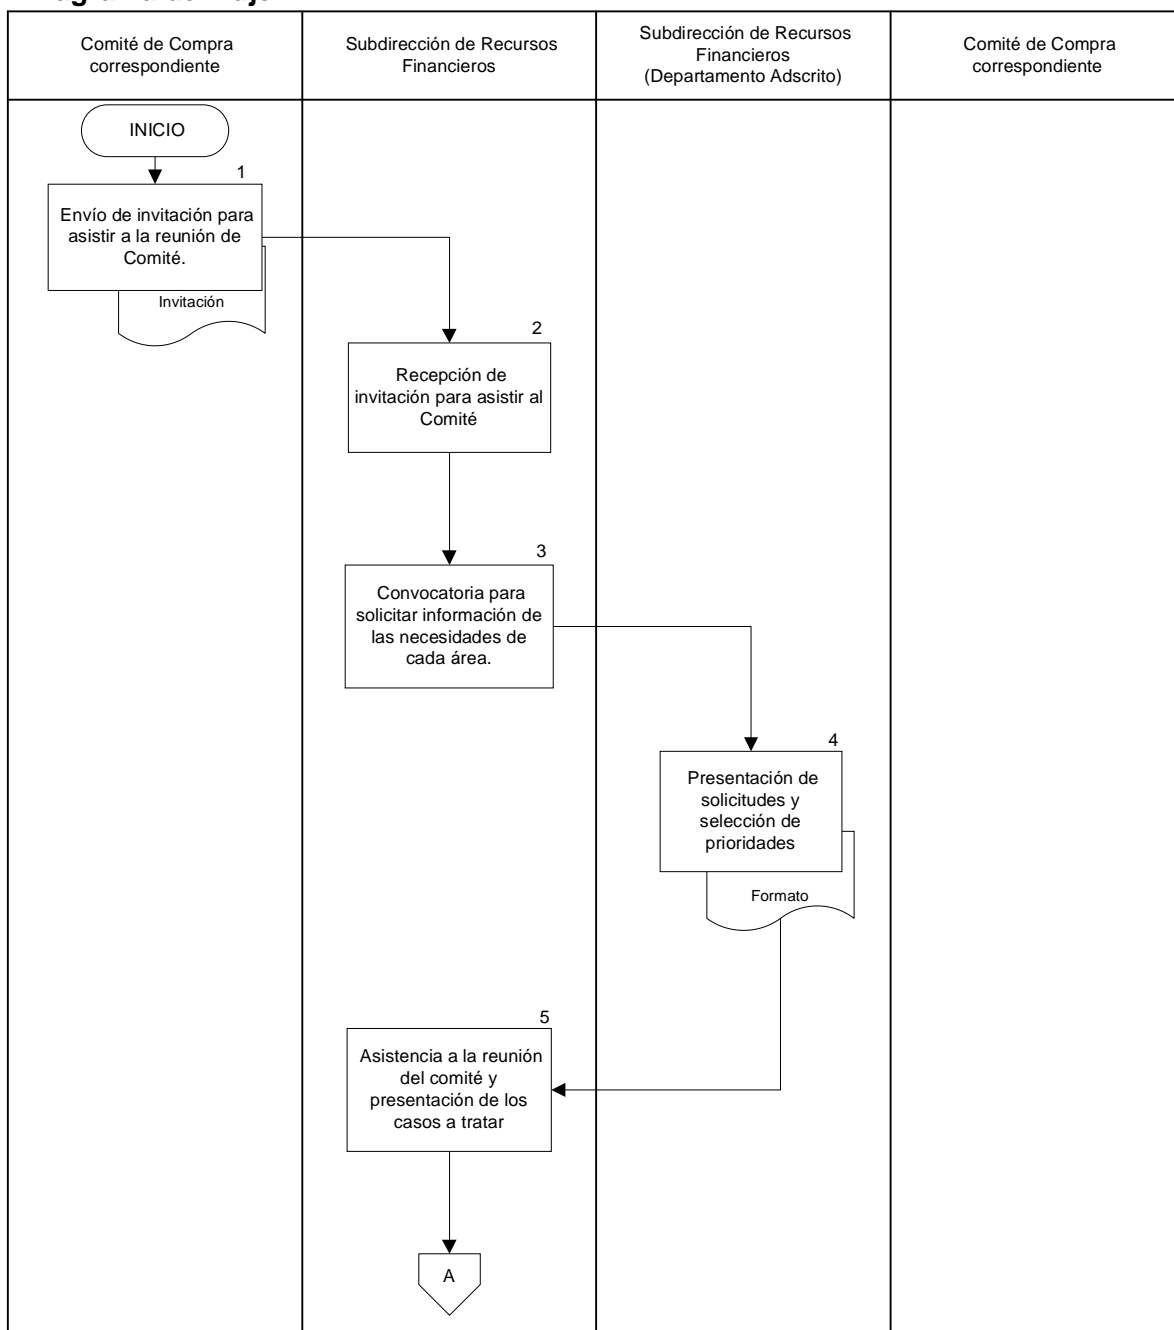 Comité de Compra
correspondiente
Subdirección de Recursos
Financieros
Subdirección de Recursos
Financieros
(Departamento Adscrito)
Comité de Compra
correspondiente
INICIO
1
Envío de invitación para
asistir a la reunión de
Comité.
Invitación
2
Recepción de
invitación para asistir al
Comité
3
Convocatoria para
solicitar información de
las necesidades de
cada área.
4
Presentación de
solicitudes y
selección de
prioridades
Formato
5
Asistencia a la reunión
del comité y
presentación de los
casos a tratar
A